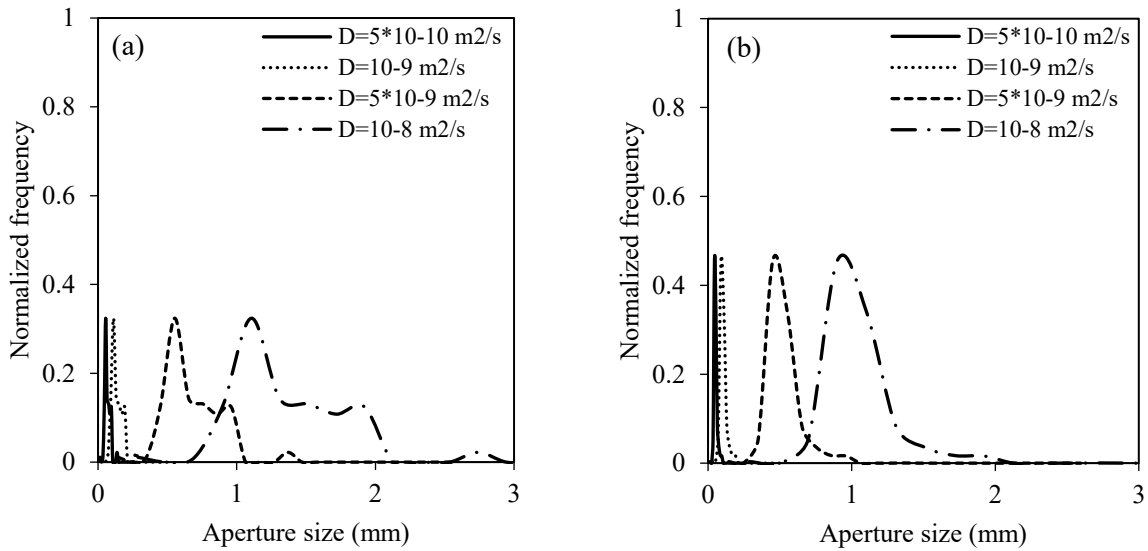 (a)
D=5*10-10 m2/s
D=10-9 m2/s
D=5*10-9 m2/s
D=10-8 m2/s
1
0.8
0.6
0.4
0.2
0
Normalized frequency
0 1 2 3
Aperture size (mm)
(b)
D=5*10-10 m2/s
D=10-9 m2/s
D=5*10-9 m2/s
D=10-8 m2/s
1
0.8
0.6
0.4
0.2
0
Normalized frequency
0 1 2 3
Aperture size (mm)